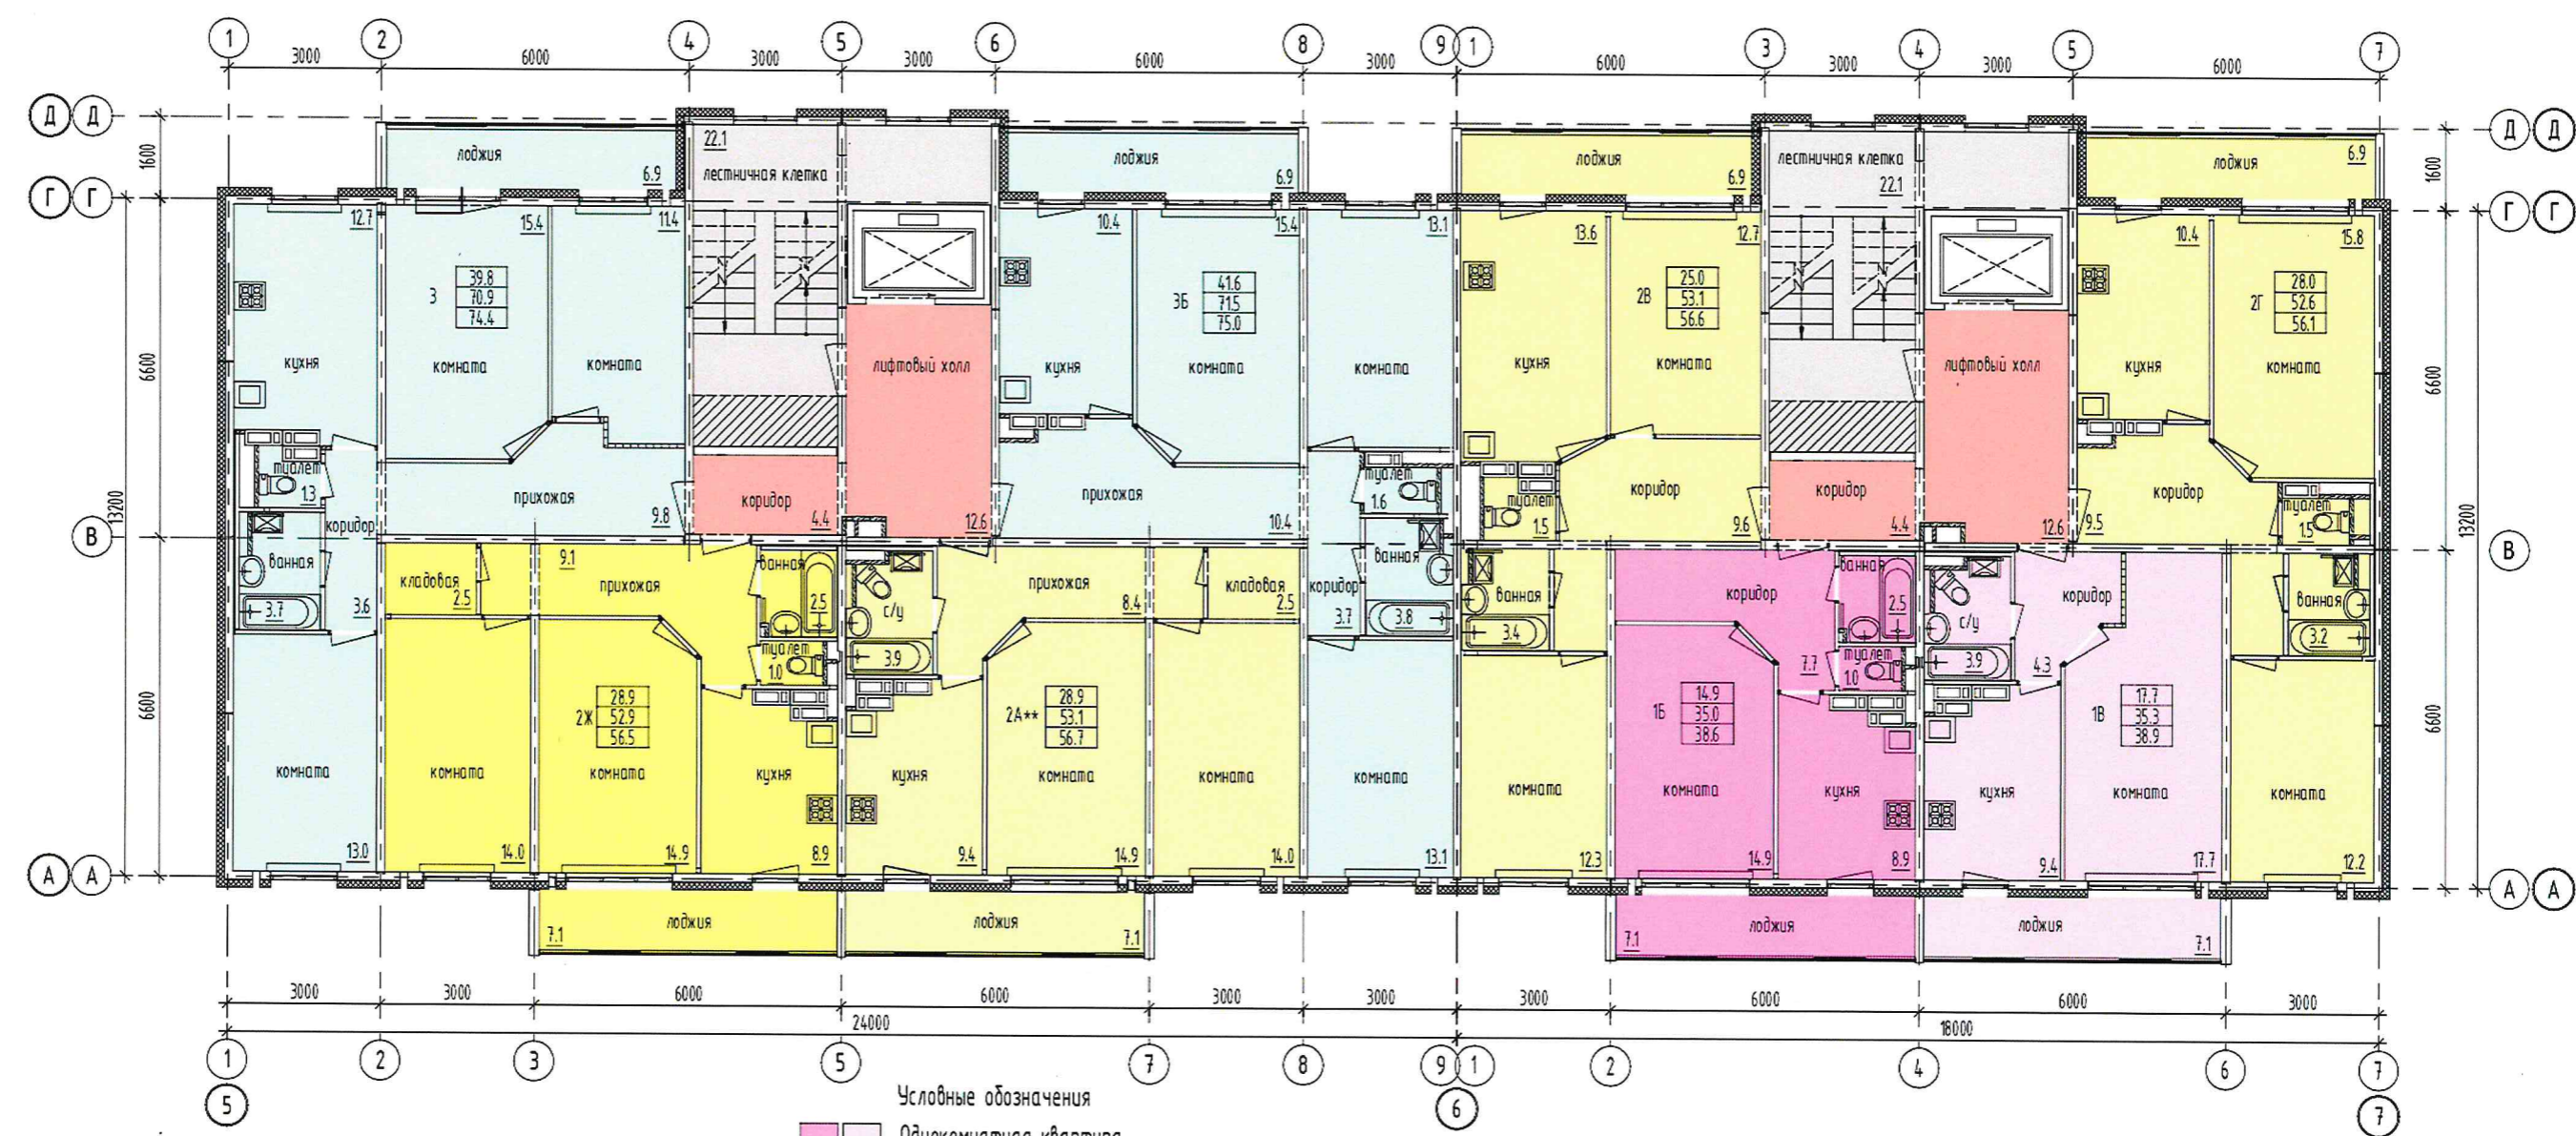 1 2 4 5 6 8 9 1 3 4 5 7
3000 6000 3000 3000 6000 3000 6000 3000 3000 6000
Д Д Д Д
1600 1600
лоджия 6.9
22.1 лестничная клетка
лоджия 6.9
лоджия 6.9
лестничная клетка 22.1
лоджия 6.9
Г Г Г Г
12.7 15.4 11.4 10.4 15.4 13.1 13.6 12.7 10.4 15.8
3
39.8
70.9
74.4
3Б
41.6
71.5
75.0
2В
25.0
53.1
56.6
2Г
28.0
52.6
56.1
6600 6600
кухня комната комната лифтовый холл кухня комната комната кухня комната лифтовый холл кухня комната
туалет 1.3
прихожая 9.8
коридор 4.4
12.6
прихожая 10.4
туалет 1.6
туалет 1.5
коридор 9.6
коридор 4.4
12.6
9.5 коридор
туалет 1.5
13200 13200
В В
коридор 3.6
ванная 3.7
кладовая 2.5
9.1 прихожая
ванная 2.5
туалет 1.0
с/у 3.9
прихожая 8.4
кладовая 2.5
коридор 3.7
ванная 3.8
ванная 3.4
коридор 7.7
ванная 2.5
туалет 1.0
с/у 3.9
коридор 4.3
ванная 3.2
2Ж
28.9
52.9
56.5
2А**
28.9
53.1
56.7
1Б
14.9
35.0
38.6
1В
17.7
35.3
38.9
6600 6600
комната комната комната кухня кухня комната комната комната комната комната кухня кухня комната комната
13.0 14.0 14.9 8.9 9.4 14.9 14.0 13.1 12.3 14.9 8.9 9.4 17.7 12.2
А А А А
7.1 лоджия
лоджия 7.1
7.1 лоджия
лоджия 7.1
3000 3000 6000 6000 3000 3000 3000 6000 6000 3000
24000 18000
1 2 3 5 7 8 9 1 2 4 6 7
5 6 7
Условные обозначения
Однокомнатная квартира